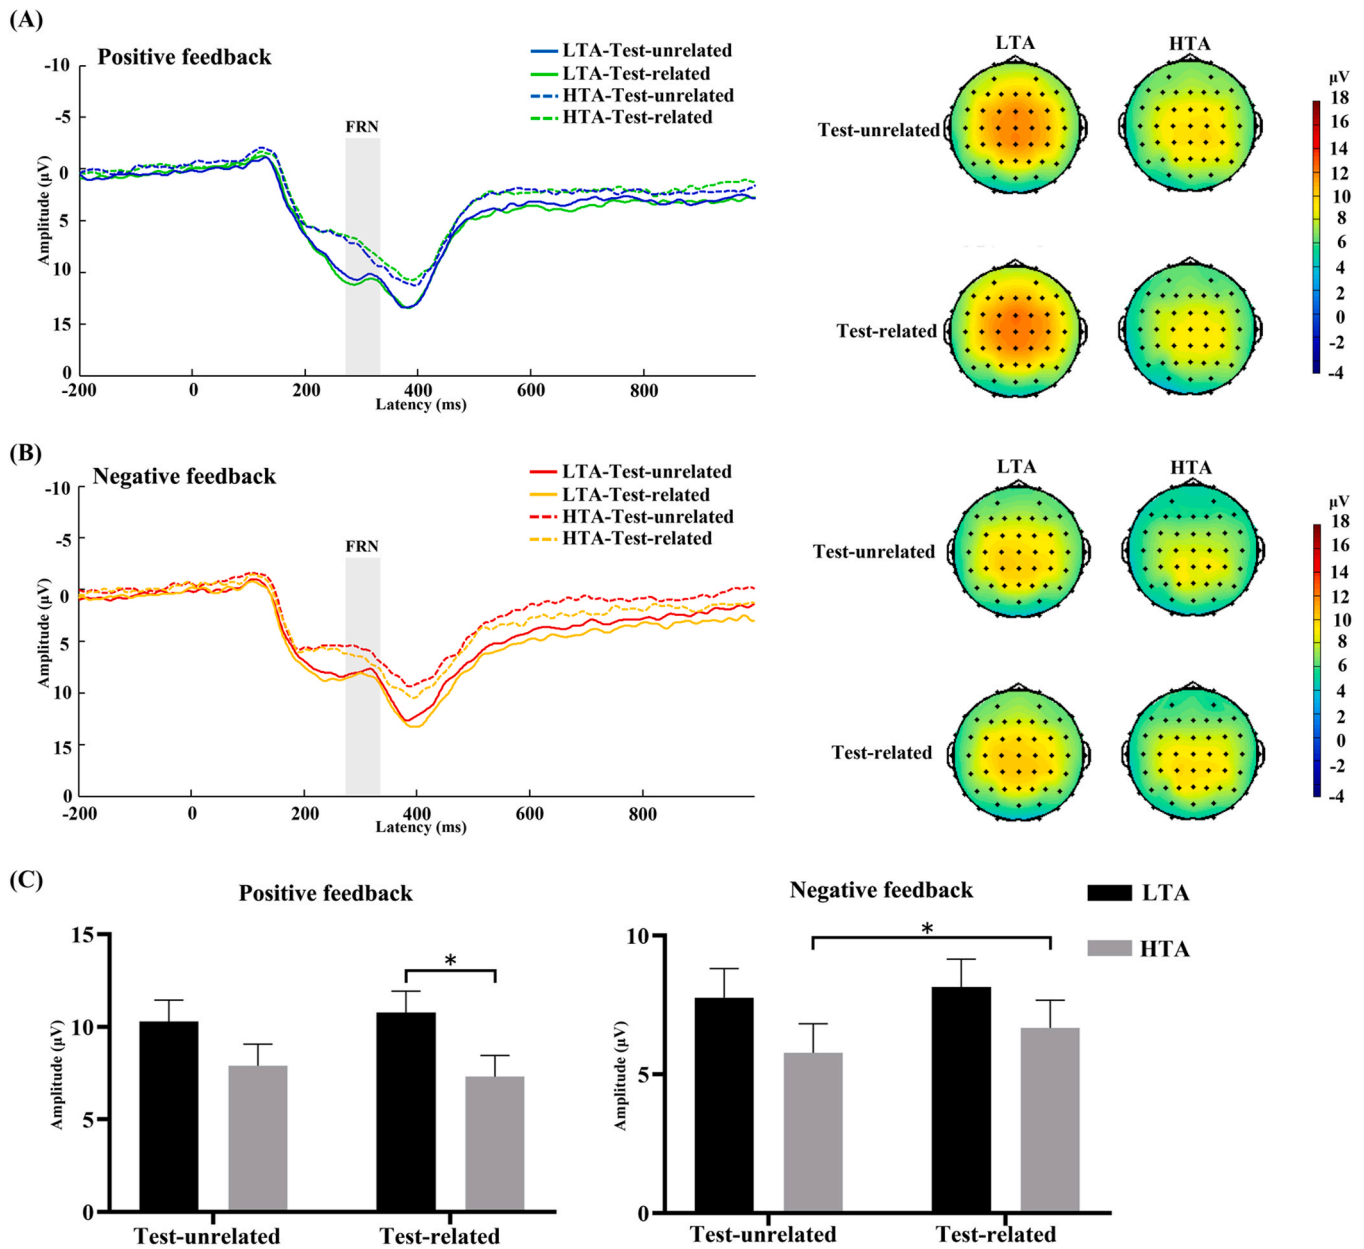 (A)
Positive feedback
LTA-Test-unrelated
LTA-Test-related
HTA-Test-unrelated
HTA-Test-related
FRN
-10
-5
0
5
10
15
0
Amplitude (μV)
-200
0
200
400
600
800
Latency (ms)
LTA
HTA
Test-unrelated
Test-related
μV
18
16
14
12
10
8
6
4
2
0
-2
-4
(B)
Negative feedback
LTA-Test-unrelated
LTA-Test-related
HTA-Test-unrelated
HTA-Test-related
FRN
-10
-5
0
5
10
15
0
Amplitude (μV)
-200
0
200
400
600
800
Latency (ms)
LTA
HTA
Test-unrelated
Test-related
μV
18
16
14
12
10
8
6
4
2
0
-2
-4
(C)
Positive feedback
15
10
5
0
Amplitude (μV)
*
Test-unrelated
Test-related
Negative feedback
10
5
0
Amplitude (μV)
*
Test-unrelated
Test-related
LTA
HTA